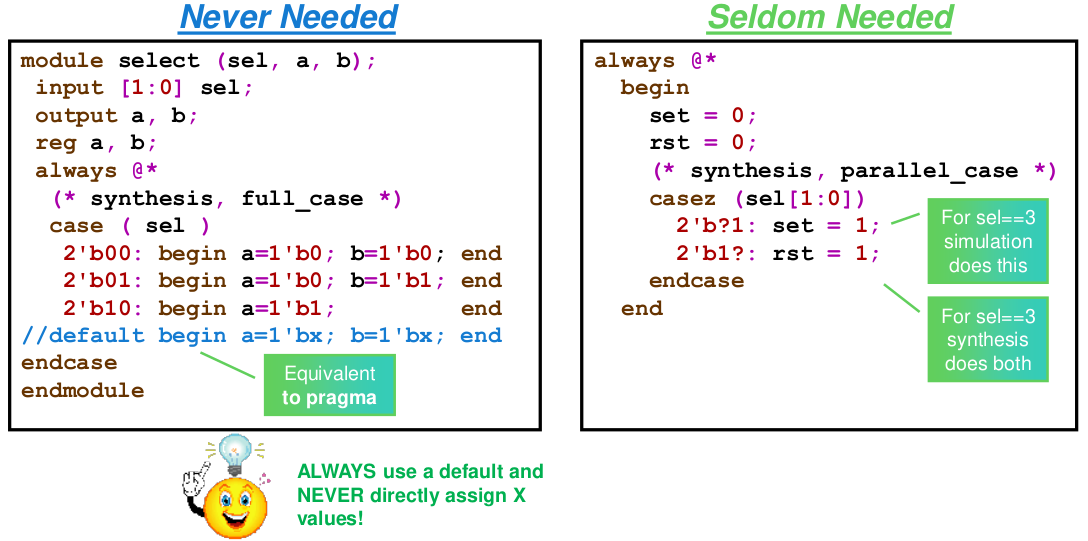 Never Needed
module select (sel, a, b);
input [1:0] sel;
output a, b;
reg a, b;
always @*
(* synthesis, full_case *)
case ( sel )
2'b00: begin a=1'b0; b=1'b0; end
2'b01: begin a=1'b0; b=1'b1; end
2'b10: begin a=1'b1; end
//default begin a=1'bx; b=1'bx; end
endcase
endmodule
Equivalent
to pragma
ALWAYS use a default and
NEVER directly assign X
values!
Seldom Needed
always @*
begin
set = 0;
rst = 0;
(* synthesis, parallel_case *)
casez (sel[1:0])
2'b?1: set = 1;
2'b1?: rst = 1;
endcase
end
For sel==3
simulation
does this
For sel==3
synthesis
does both